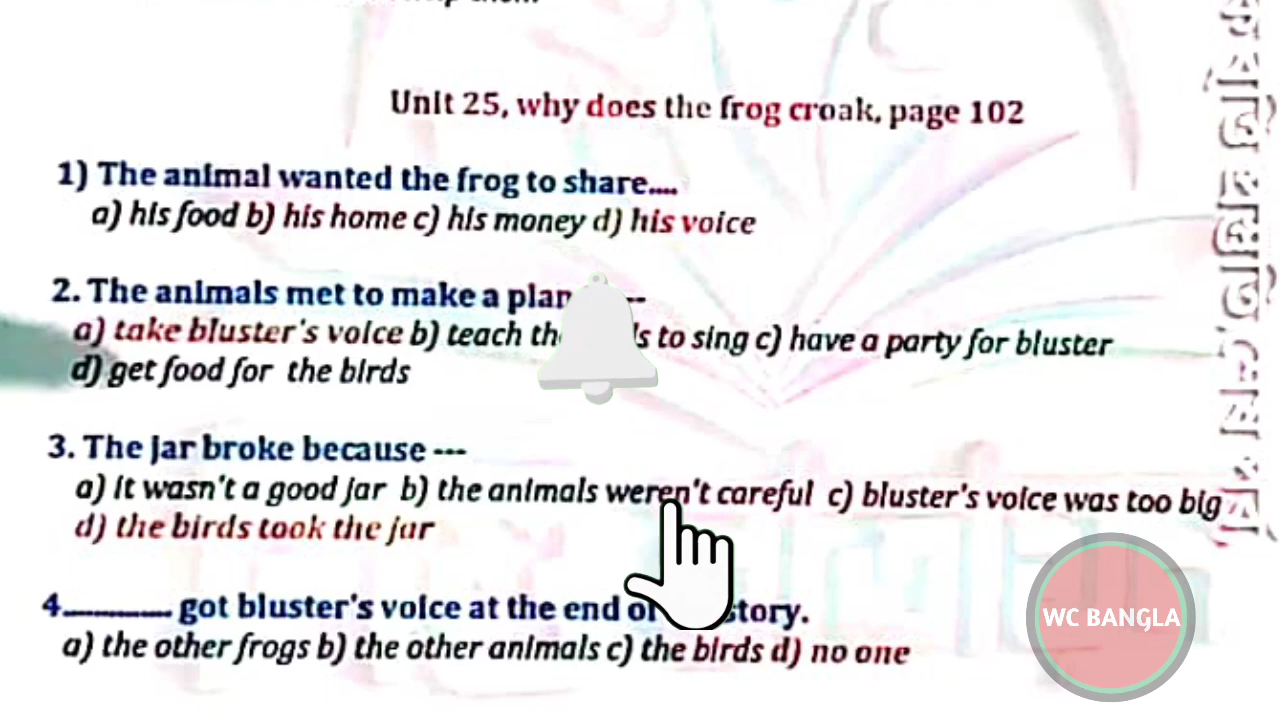 Unit 25, why does the frog croak, page 102
1) The animal wanted the frog to share....
a) his food b) his home c) his money d) his voice
2. The animals met to make a plan
a) take bluster's voice b) teach to sing c) have a party for bluster
d) get food for the birds
3. The jar broke because ---
a) it wasn't a good jar b) the animals weren't careful c) bluster's voice was too big
d) the birds took the jar
4.............. got bluster's voice at the end of story.
a) the other frogs b) the other animals c) the birds d) no one
WC BANGLA